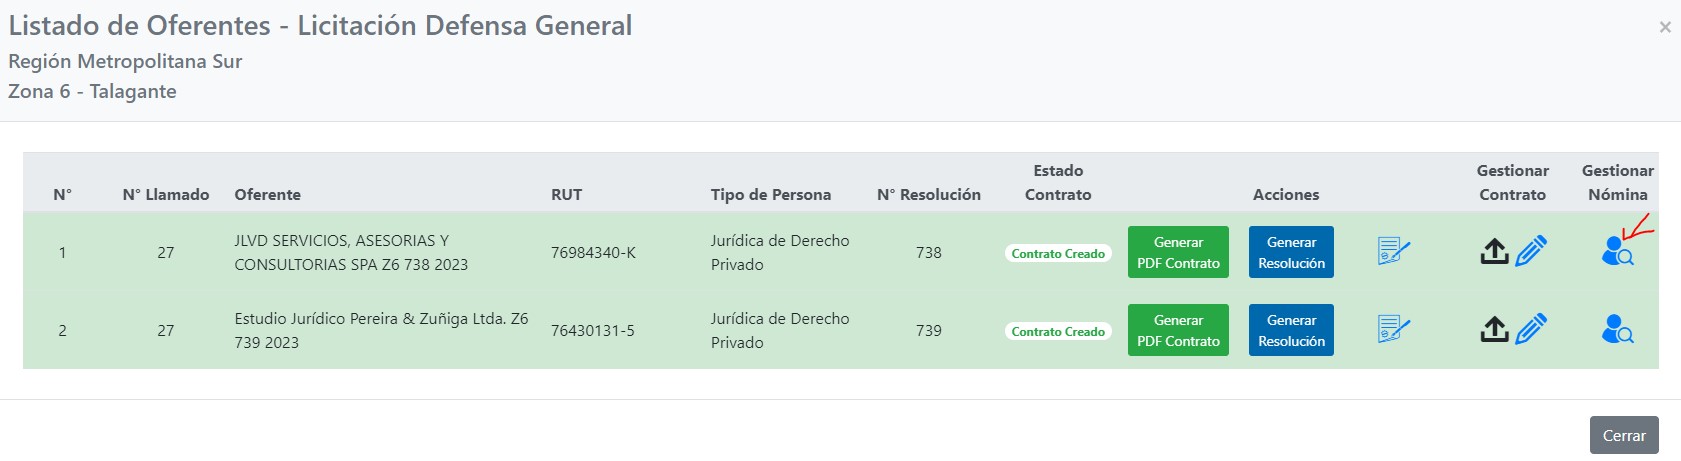 Listado de Oferentes - Licitación Defensa General
×
Región Metropolitana Sur
Zona 6 - Talagante
N° N° Llamado Oferente RUT Tipo de Persona N° Resolución Estado Contrato Acciones Gestionar Contrato Gestionar Nómina
1 27 JLVD SERVICIOS, ASESORIAS Y CONSULTORIAS SPA Z6 738 2023 76984340-K Jurídica de Derecho Privado 738 Contrato Creado Generar PDF Contrato Generar Resolución
2 27 Estudio Jurídico Pereira & Zuñiga Ltda. Z6 739 2023 76430131-5 Jurídica de Derecho Privado 739 Contrato Creado Generar PDF Contrato Generar Resolución
Cerrar